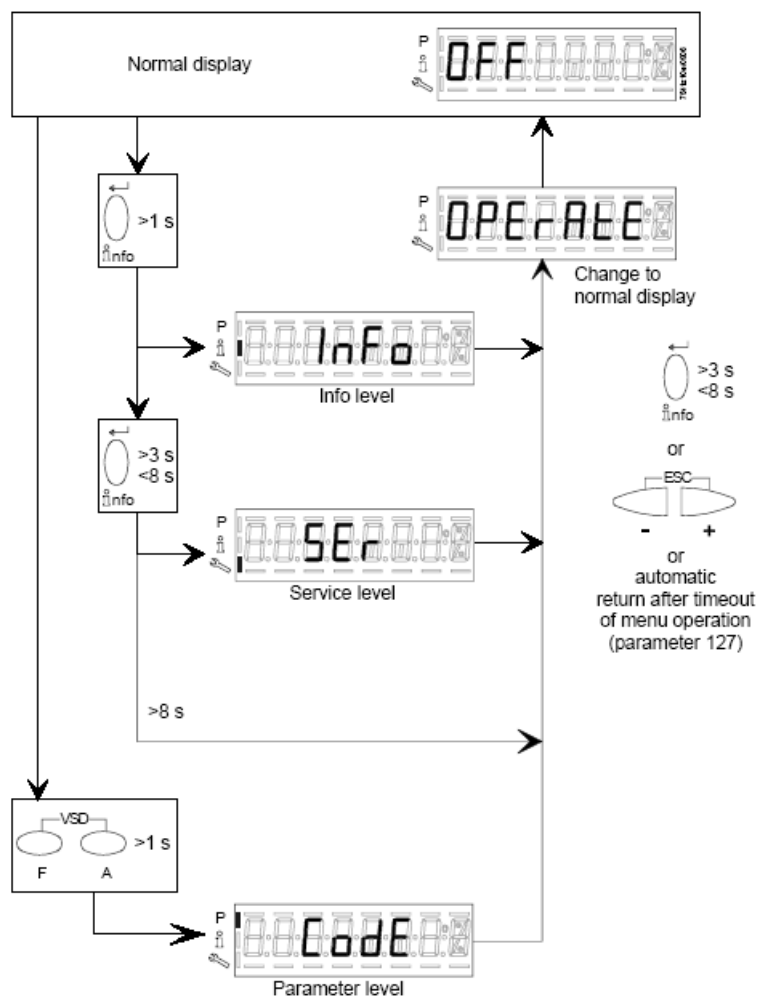 Normal display
P
OFF
>1 s
info
P
OPErAtE
Change to
normal display
P
InFo
Info level
>3 s
<8 s
info
>3 s
<8 s
info
or
ESC
- +
or
automatic
return after timeout
of menu operation
(parameter 127)
P
SEr
Service level
>8 s
VSD
>1 s
F A
P
CodE
Parameter level